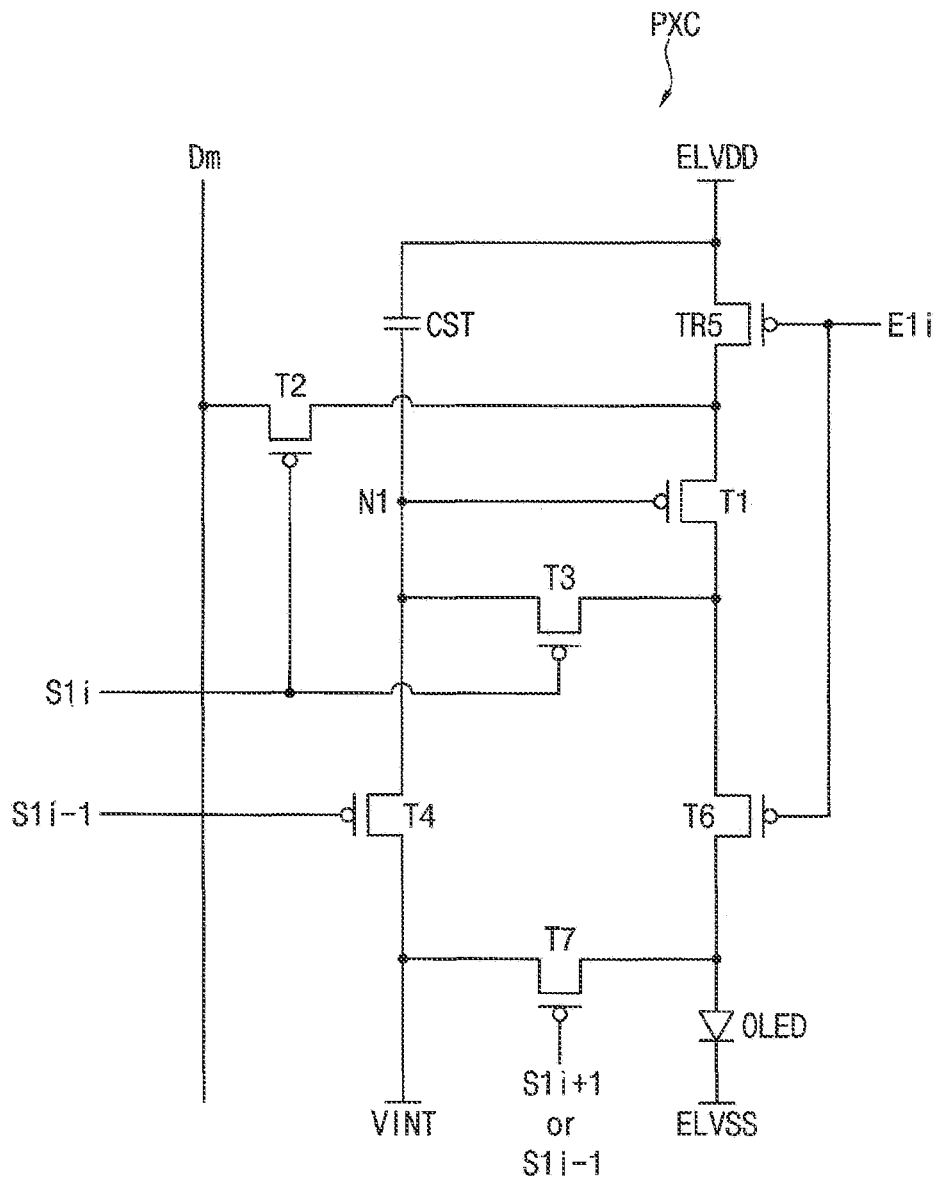 PXC
Dm
ELVDD
CST
TR5
E1i
T2
N1
T1
T3
S1i
S1i-1
T4
T6
T7
OLED
S1i+1
or
S1i-1
VINT
ELVSS